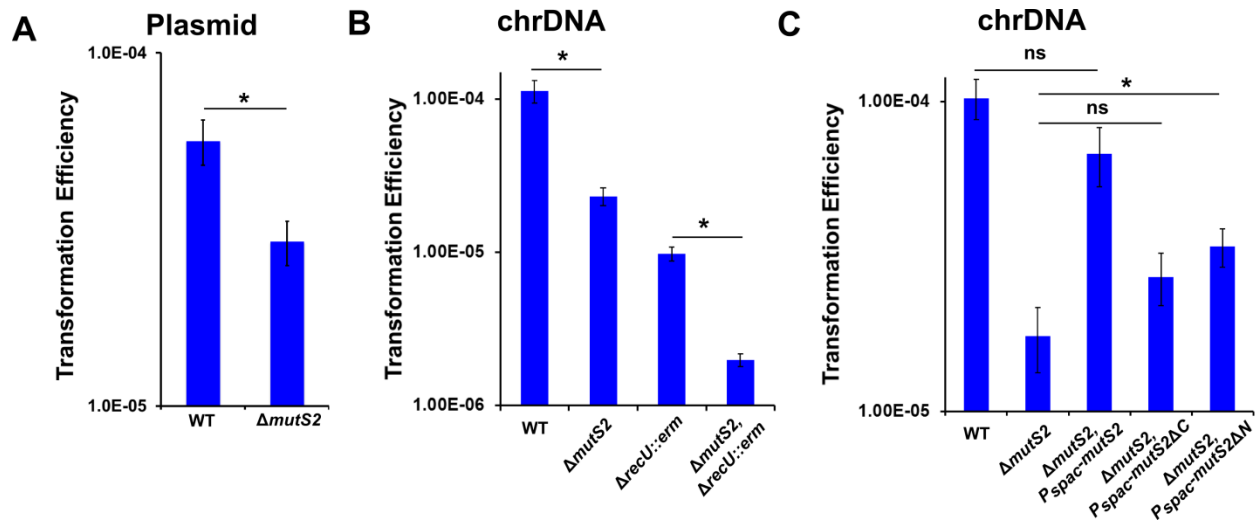 A
Plasmid
1.0E-04
*
Transformation Efficiency
1.0E-05
WT
ΔmutS2
B
chrDNA
*
1.00E-04
*
Transformation Efficiency
1.00E-05
1.00E-06
WT
ΔmutS2
ΔrecU::erm
ΔmutS2,
ΔrecU::erm
C
chrDNA
ns
*
ns
1.00E-04
Transformation Efficiency
1.00E-05
WT
ΔmutS2
ΔmutS2,
Pspac-mutS2
ΔmutS2,
Pspac-mutS2ΔC
ΔmutS2,
Pspac-mutS2ΔN